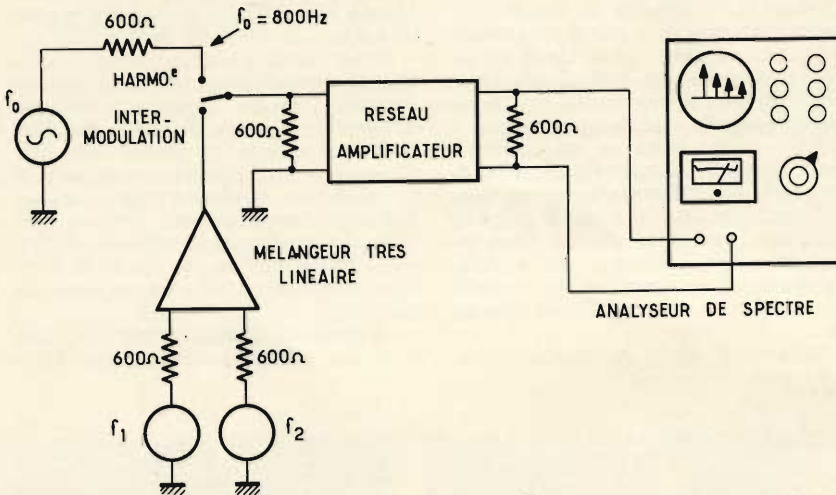 600Ω
f₀ = 800Hz
HARMO.e
f₀
INTER-
MODULATION
600Ω
RESEAU
AMPLIFICATEUR
600Ω
MELANGEUR TRES
LINEAIRE
ANALYSEUR DE SPECTRE
600Ω
600Ω
f₁
f₂